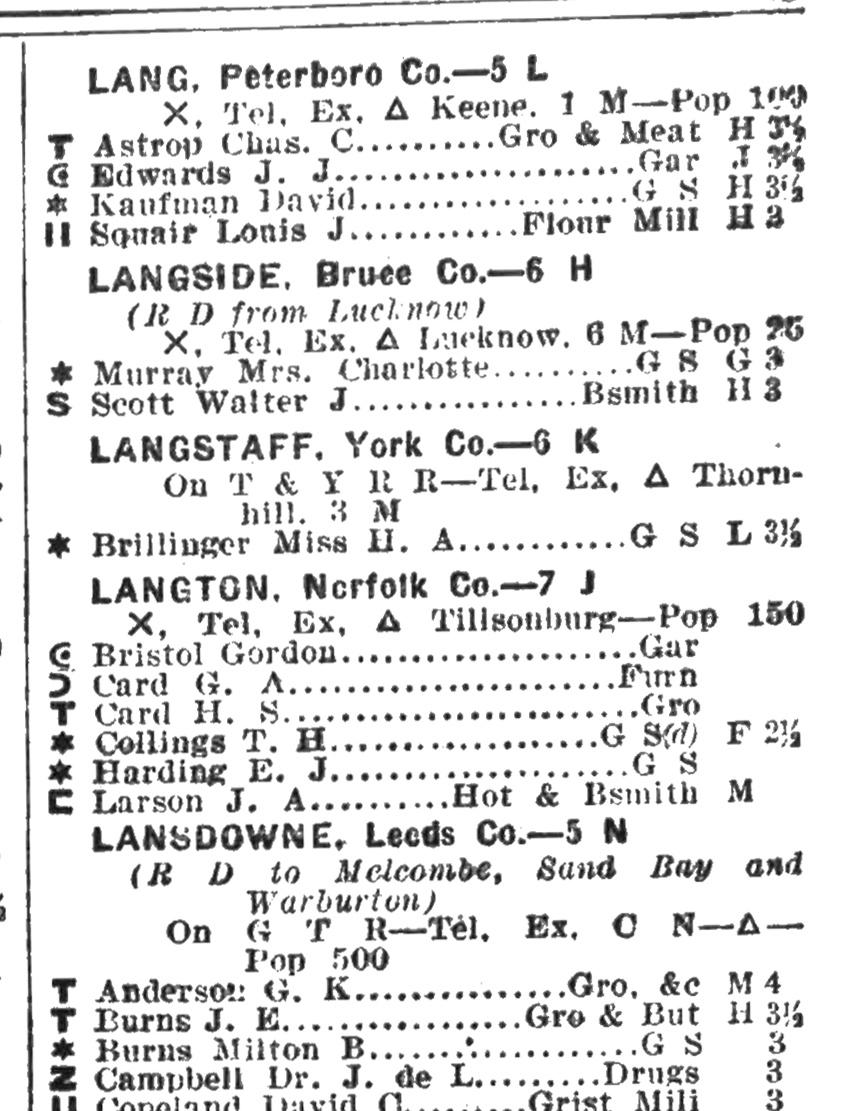 LANG, Peterboro Co.—5 L
X, Tel, Ex, Δ Keene, 1 M—Pop 100
T Astrop Chas. C..........Gro & Meat H 3½
G Edwards J. J......................Gar J 3½
* Kaufman David...................G S H 3½
H Squair Louis J............Flour Mill H 3
LANGSIDE, Bruce Co.—6 H
(R D from Lucknow)
X, Tel, Ex, Δ Lucknow, 6 M—Pop 25
* Murray Mrs. Charlotte..........G S G 3
S Scott Walter J................Bsmith H 3
LANGSTAFF, York Co.—6 K
On T & Y R R—Tel, Ex, Δ Thorn-
hill, 3 M
* Brillinger Miss H. A............G S L 3½
LANGTON, Norfolk Co.—7 J
X, Tel, Ex, Δ Tillsonburg—Pop 150
G Bristol Gordon.....................Gar
Card G. A.......................Furn
T Card H. S.........................Gro
* Collings T. H...................G S(d) F 2½
* Harding E. J.....................G S
C Larson J. A..........Hot & Bsmith M
LANSDOWNE, Leeds Co.—5 N
(R D to Melcombe, Sand Bay and
Warburton)
On G T R—Tel, Ex, C N—Δ—
Pop 500
T Anderson G. K...............Gro, &c M 4
T Burns J. E.................Gro & But H 3½
* Burns Milton B...................G S 3
Z Campbell Dr. J. de L.........Drugs 3
Copeland David C.........Grist Mill 3